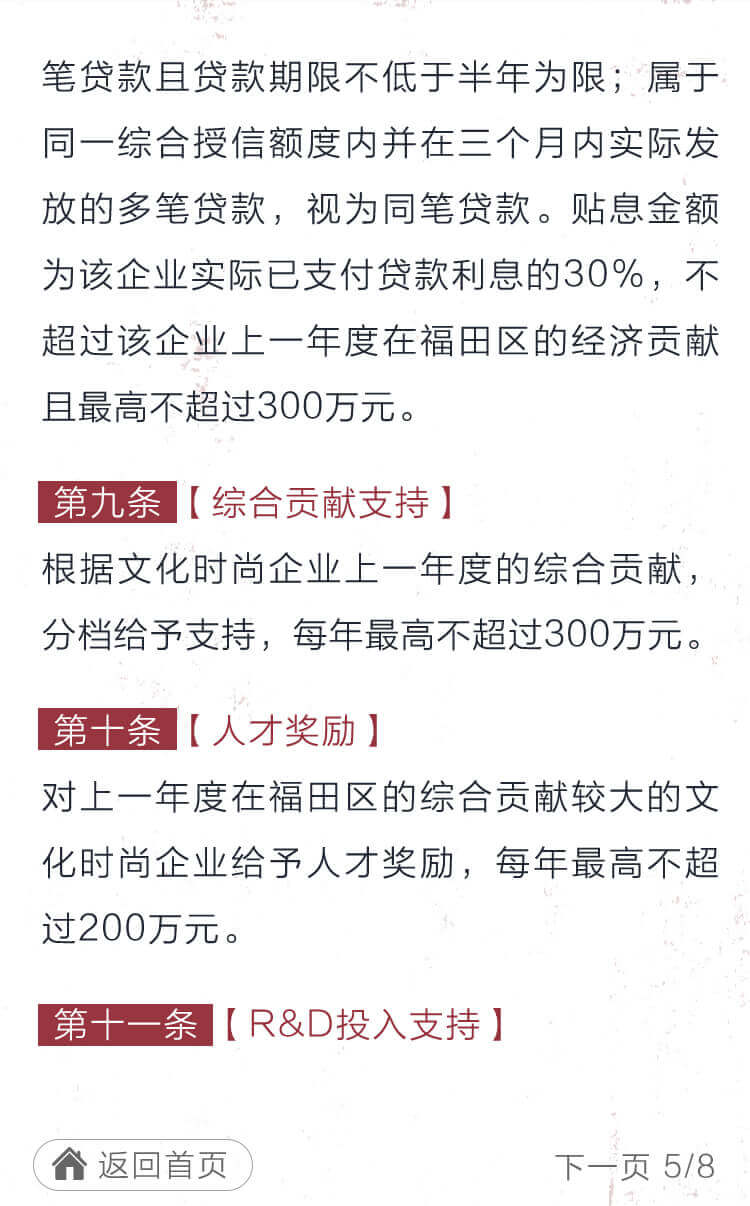 笔贷款且贷款期限不低于半年为限；属于
同一综合授信额度内并在三个月内实际发
放的多笔贷款，视为同笔贷款。贴息金额
为该企业实际已支付贷款利息的30%，不
超过该企业上一年度在福田区的经济贡献
且最高不超过300万元。
第九条【综合贡献支持】
根据文化时尚企业上一年度的综合贡献，
分档给予支持，每年最高不超过300万元。
第十条【人才奖励】
对上一年度在福田区的综合贡献较大的文
化时尚企业给予人才奖励，每年最高不超
过200万元。
第十一条【R&D投入支持】
返回首页
下一页 5/8